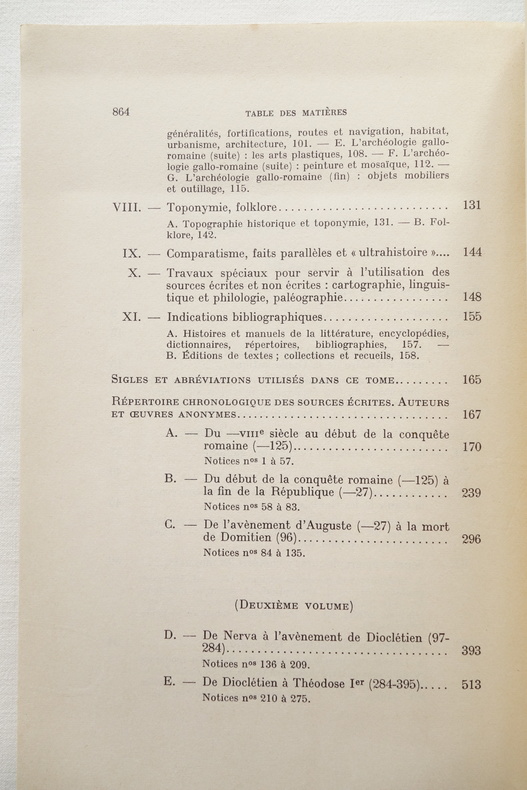 864 TABLE DES MATIÈRES
généralités, fortifications, routes et navigation, habitat,
urbanisme, architecture, 101. — E. L'archéologie gallo-
romaine (suite) : les arts plastiques, 108. — F. L'archéo-
logie gallo-romaine (suite) : peinture et mosaïque, 112. —
G. L'archéologie gallo-romaine (fin) : objets mobiliers
et outillage, 115.
VIII. — Toponymie, folklore.......................... 131
A. Topographie historique et toponymie, 131. — B. Fol-
klore, 142.
IX. — Comparatisme, faits parallèles et « ultrahistoire ».... 144
X. — Travaux spéciaux pour servir à l'utilisation des
sources écrites et non écrites : cartographie, linguis-
tique et philologie, paléographie................ 148
XI. — Indications bibliographiques................... 155
A. Histoires et manuels de la littérature, encyclopédies,
dictionnaires, répertoires, bibliographies, 157. —
B. Éditions de textes ; collections et recueils, 158.
SIGLES ET ABRÉVIATIONS UTILISÉS DANS CE TOME......... 165
RÉPERTOIRE CHRONOLOGIQUE DES SOURCES ÉCRITES. AUTEURS
ET ŒUVRES ANONYMES................................. 167
A. — Du —VIIIe siècle au début de la conquête
romaine (—125)........................ 170
Notices nos 1 à 57.
B. — Du début de la conquête romaine (—125) à
la fin de la République (—27)............ 239
Notices nos 58 à 83.
C. — De l'avènement d'Auguste (—27) à la mort
de Domitien (96)....................... 296
Notices nos 84 à 135.
(DEUXIÈME VOLUME)
D. — De Nerva à l'avènement de Dioclétien (97-
284).................................. 393
Notices nos 136 à 209.
E. — De Dioclétien à Théodose Ier (284-395)..... 513
Notices nos 210 à 275.